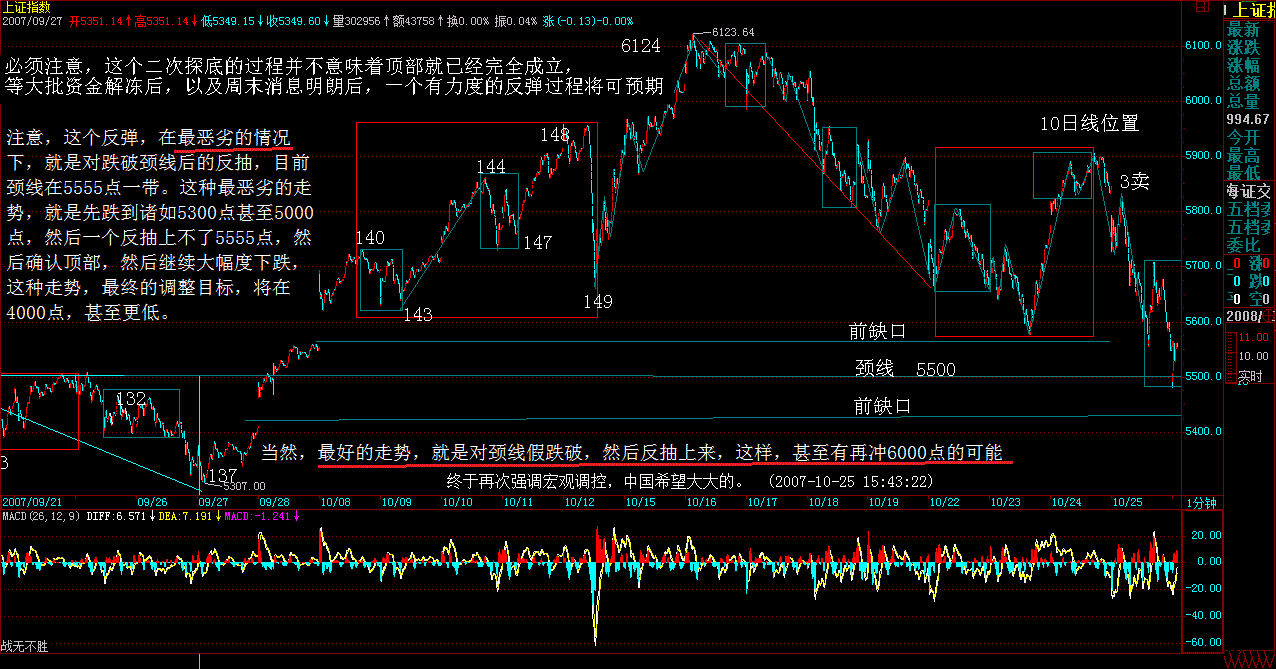 上证指数
上证指
2007/09/27 开5351.14↑高5351.14↓低5349.15↓收5349.60↓量302956↑额43758↑换0.00% 振0.04% 涨(-0.13)-0.00%
必须注意，这个二次探底的过程并不意味着顶部就已经完全成立，
等大批资金解冻后，以及周末消息明朗后，一个有力度的反弹过程将可预期
注意，这个反弹，在最恶劣的情况
下，就是对跌破颈线后的反抽，目前
颈线在5555点一带。这种最恶劣的走
势，就是先跌到诸如5300点甚至5000
点，然后一个反抽上不了5555点，然
后确认顶部，然后继续大幅度下跌，
这种走势，最终的调整目标，将在
4000点，甚至更低。
6124
6123.64
10日线位置
3卖
148
144
147
140
143
149
132
137
3
5307.00
前缺口
颈线 5500
前缺口
当然，最好的走势，就是对颈线假跌破，然后反抽上来，这样，甚至有再冲6000点的可能
终于再次强调宏观调控，中国希望大大的。 (2007-10-25 15:43:22)
6100.0
6000.0
5900.0
5800.0
5700.0
5600.0
5500.0
5400.0
最新
涨跌
涨幅
总额
总量
994.67
今开
最高
最低
海证交
五档
五档
委比
0 涨0
0 跌0
0 空0
2008/
11.00
10.00
实时
2007/09/21 09/26 09/27 09/28 10/08 10/09 10/10 10/11 10/12 10/15 10/16 10/17 10/18 10/19 10/22 10/23 10/24 10/25 1分钟
MACD(26,12,9) DIFF:6.571↓DEA:7.191↓MACD:-1.241↓
20.00
0.00
-20.00
-40.00
-60.00
战无不胜